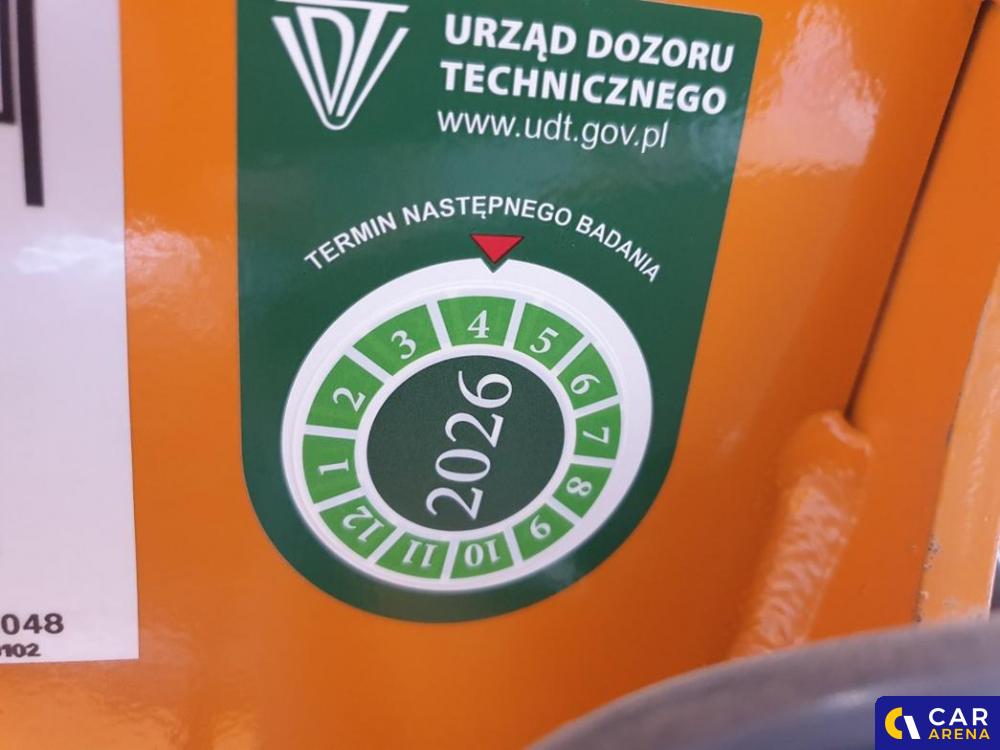 UDT
URZĄD DOZORU
TECHNICZNEGO
www.udt.gov.pl
TERMIN NASTĘPNEGO BADANIA
1
2
3
4
5
6
7
8
9
10
11
12
2026
048
102
CAR
ARENA